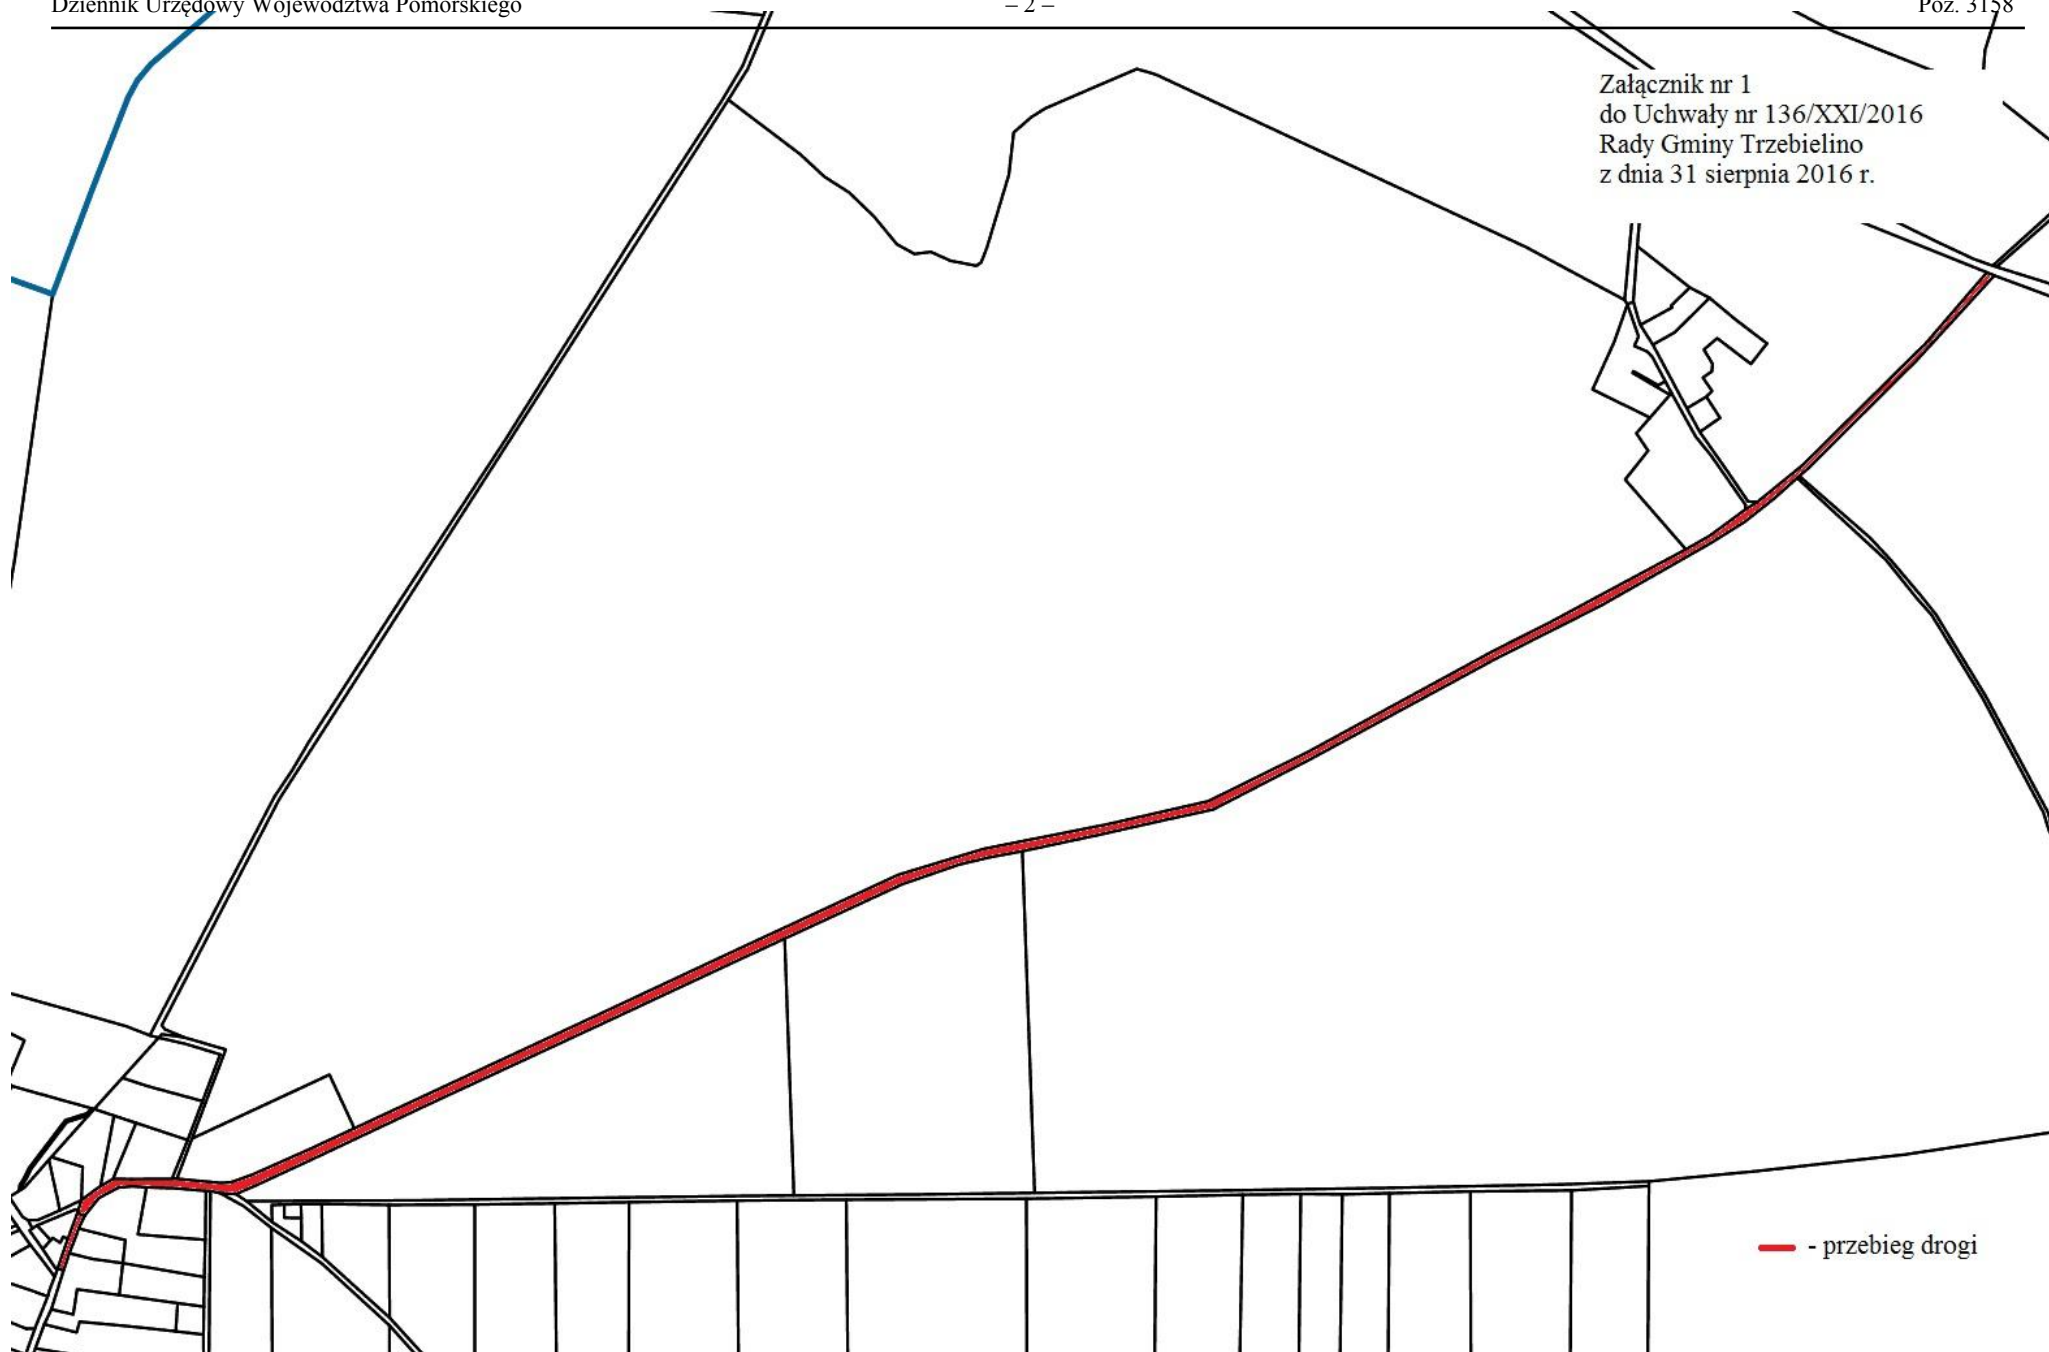 Dziennik Urzędowy Województwa Pomorskiego – 2 – Poz. 3158
Załącznik nr 1
do Uchwały nr 136/XXI/2016
Rady Gminy Trzebielino
z dnia 31 sierpnia 2016 r.
- przebieg drogi